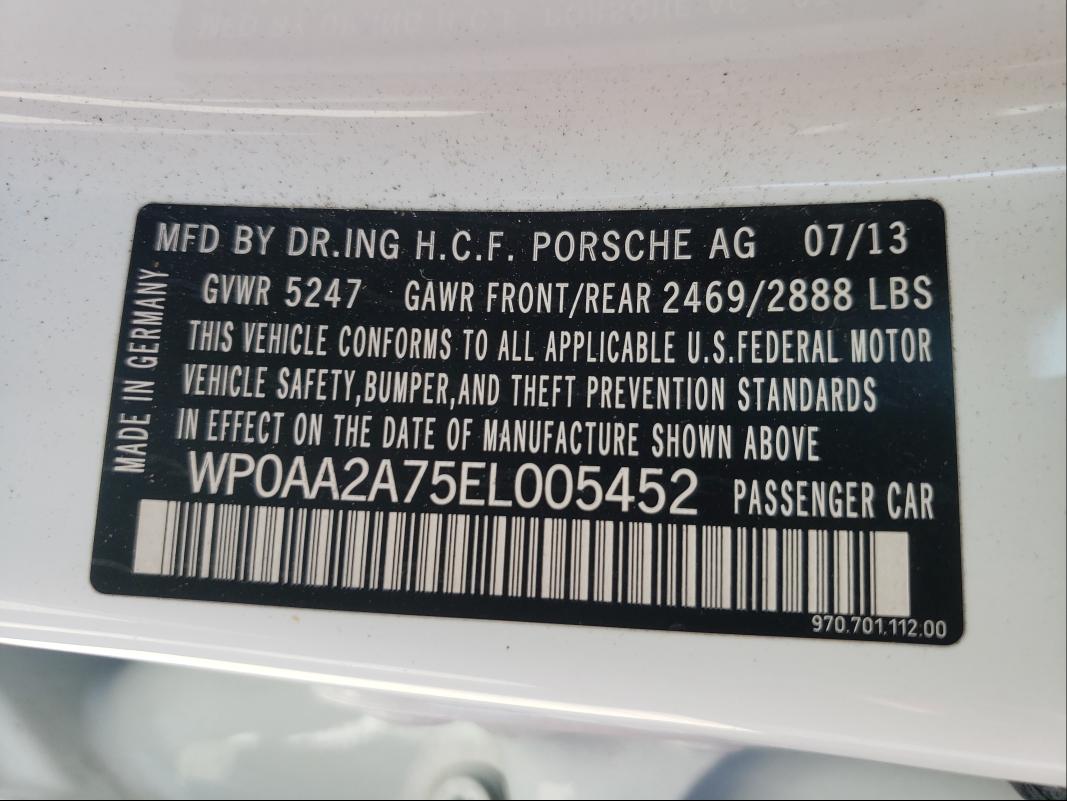 MFD BY DR.ING H.C.F. PORSCHE AG 07/13
GVWR 5247 GAWR FRONT/REAR 2469/2888 LBS
THIS VEHICLE CONFORMS TO ALL APPLICABLE U.S.FEDERAL MOTOR
VEHICLE SAFETY,BUMPER,AND THEFT PREVENTION STANDARDS
IN EFFECT ON THE DATE OF MANUFACTURE SHOWN ABOVE
WP0AA2A75EL005452 PASSENGER CAR
970.701.112.00
MADE IN GERMANY